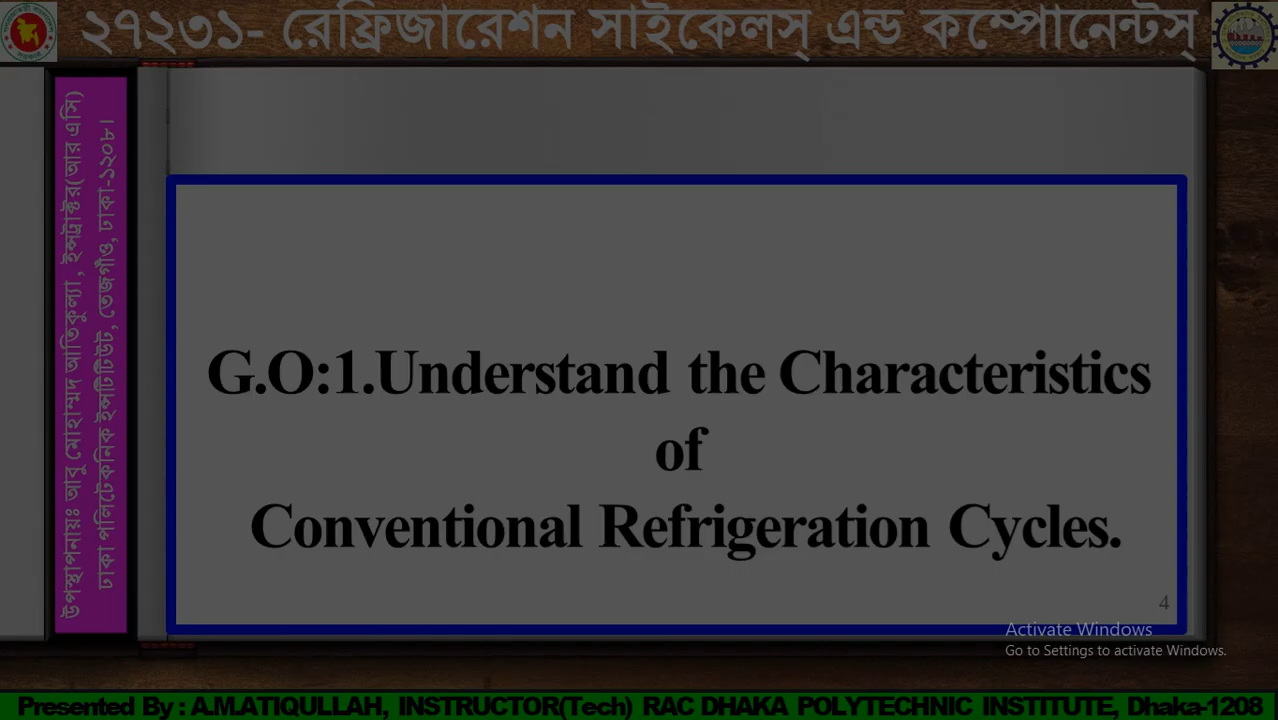 ২৭২৩১- রেফ্রিজারেশন সাইকেলস্ এন্ড কম্পোনেন্টস্
উপস্থাপনায়ঃ আবু মোহাম্মদ আতিকুল্যা, ইন্সট্রাক্টর(আর এসি)
ঢাকা পলিটেকনিক ইন্সটিটিউট, তেজগাঁও, ঢাকা-১২০৮।
G.O:1.Understand the Characteristics
of
Conventional Refrigeration Cycles.
4
Activate Windows
Go to Settings to activate Windows.
Presented By : A.M.ATIQULLAH, INSTRUCTOR(Tech) RAC DHAKA POLYTECHNIC INSTITUTE, Dhaka-1208